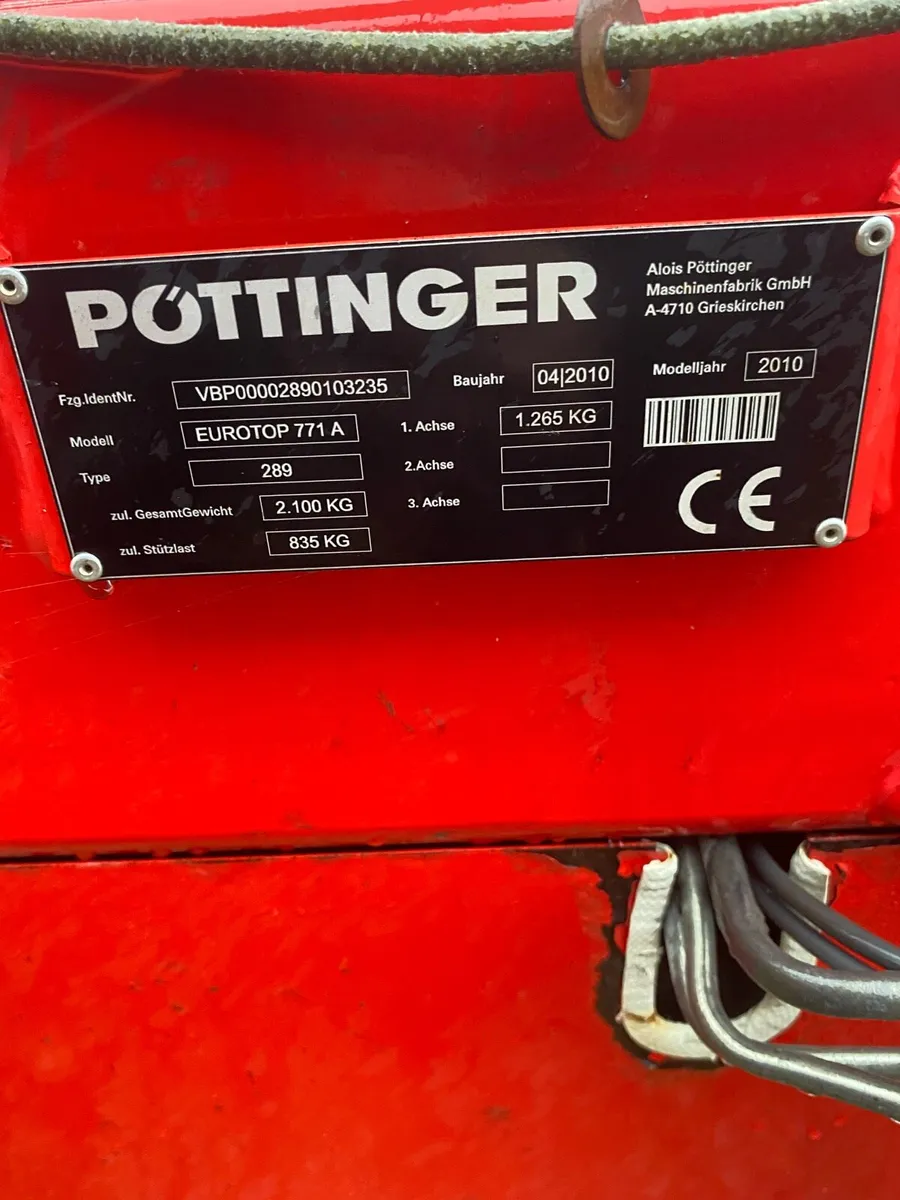 PÖTTINGER
Alois Pöttinger
Maschinenfabrik GmbH
A-4710 Grieskirchen
Fzg.IdentNr. VBP00002890103235 Baujahr 04|2010 Modelljahr 2010
Modell EUROTOP 771 A 1. Achse 1.265 KG
Type 289 2.Achse
zul. GesamtGewicht 2.100 KG 3. Achse
zul. Stützlast 835 KG
CE